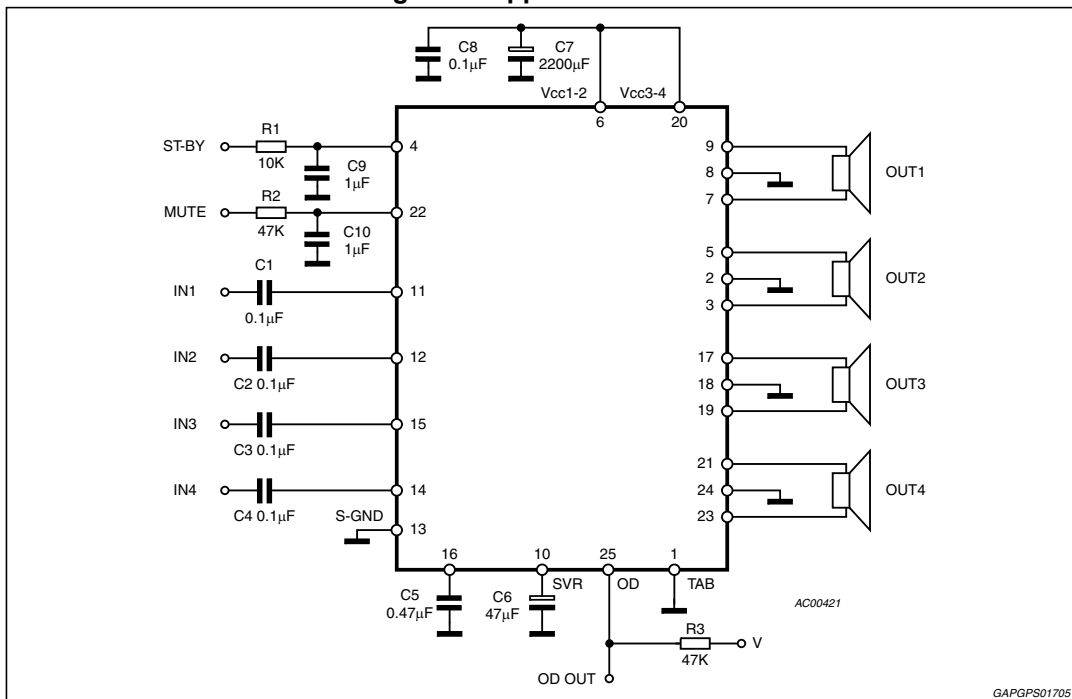 C8
0.1µF
C7
2200µF
Vcc1-2
Vcc3-4
6
20
ST-BY
R1
10K
4
C9
1µF
MUTE
R2
47K
22
C10
1µF
IN1
C1
0.1µF
11
IN2
C2 0.1µF
12
IN3
C3 0.1µF
15
IN4
C4 0.1µF
14
S-GND
13
9
8
7
OUT1
5
2
3
OUT2
17
18
19
OUT3
21
24
23
OUT4
16
10
25
1
SVR
OD
TAB
C5
0.47µF
C6
47µF
AC00421
R3
47K
V
OD OUT
GAPGPS01705